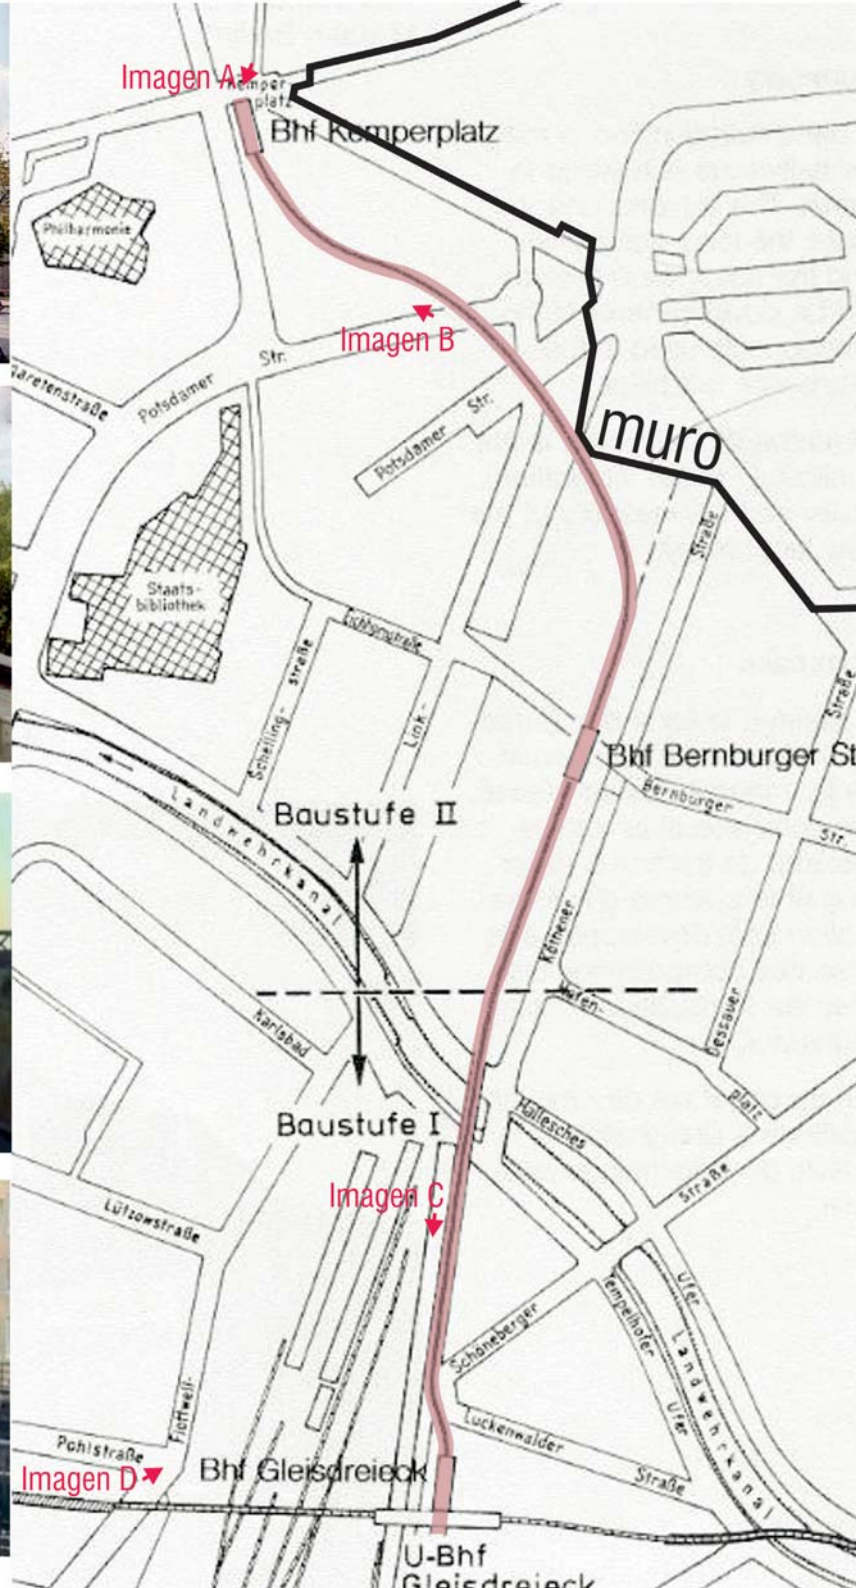 Imagen A
Kemper
platz
Bhf Kemperplatz
Philharmonie
Imagen B
Str.
Potsdamer
Potsdamer
Str.
muro
Straße
Staats-
bibliothek
Eichhornstraße
Schelling-
straße
Link-
Straße
Bhf Bernburger St
Bernburger
Str.
Landwehrkanal
Baustufe II
Köthener
Hafen-
platz
Dessauer
Karlsbad
Baustufe I
Hallesches
Ufer
Straße
Imagen C
Lützowstraße
Schöneberger
Tempelhofer
Ufer
Landwehrkanal
Flottwell-
Luckenwalder
Straße
Pohlstraße
Imagen D
Bhf Gleisdreieck
U-Bhf
Gleisdreieck